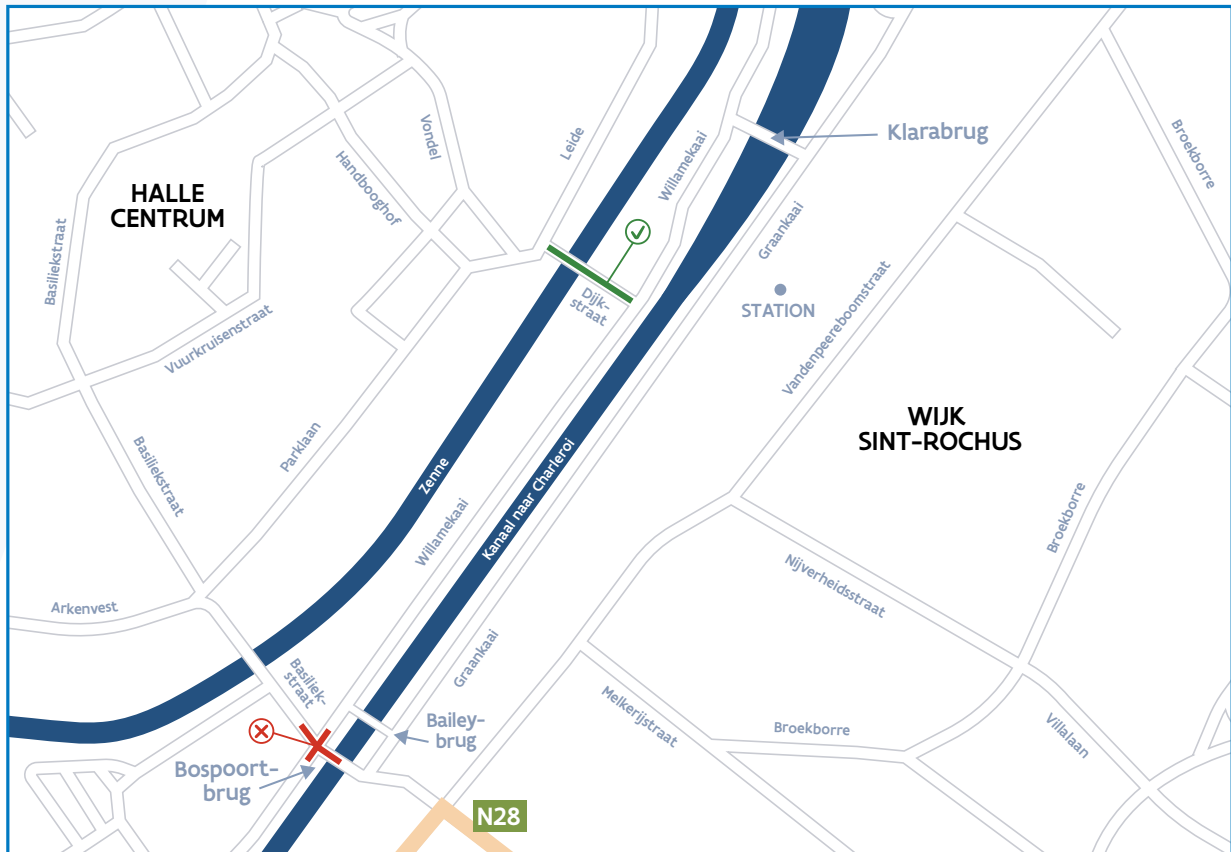 Klarabrug
Broekborre
Leide
Vondel
Willamekaai
Handbooghof
HALLE
CENTRUM
Basiliekstraat
Graankaai
Dijk-
straat
STATION
Vandenpeereboomstraat
Vuurkruisenstraat
WIJK
SINT-ROCHUS
Parklaan
Basiliekstraat
Zenne
Kanaal naar Charleroi
Willamekaai
Broekborre
Nijverheidsstraat
Arkenvest
Graankaai
Basiliek-
straat
Melkerijstraat
Bailey-
brug
Broekborre
Villalaan
Bospoort-
brug
N28